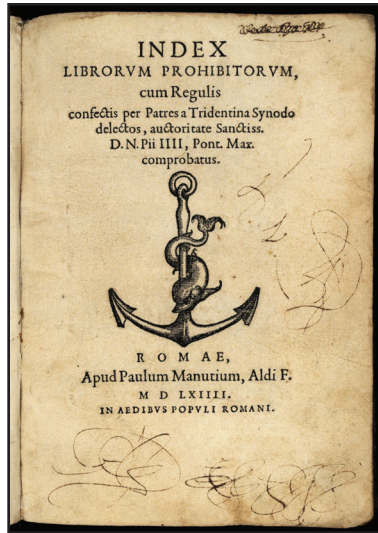 INDEX
LIBRORVM PROHIBITORVM,
cum Regulis
confectis per Patres a Tridentina Synodo
delectos, auctoritate Sanctiss.
D. N. Pii IIII, Pont. Max.
comprobatus.
ROMAE,
Apud Paulum Manutium, Aldi F.
M D LXIIII.
IN AEDIBVS POPVLI ROMANI.